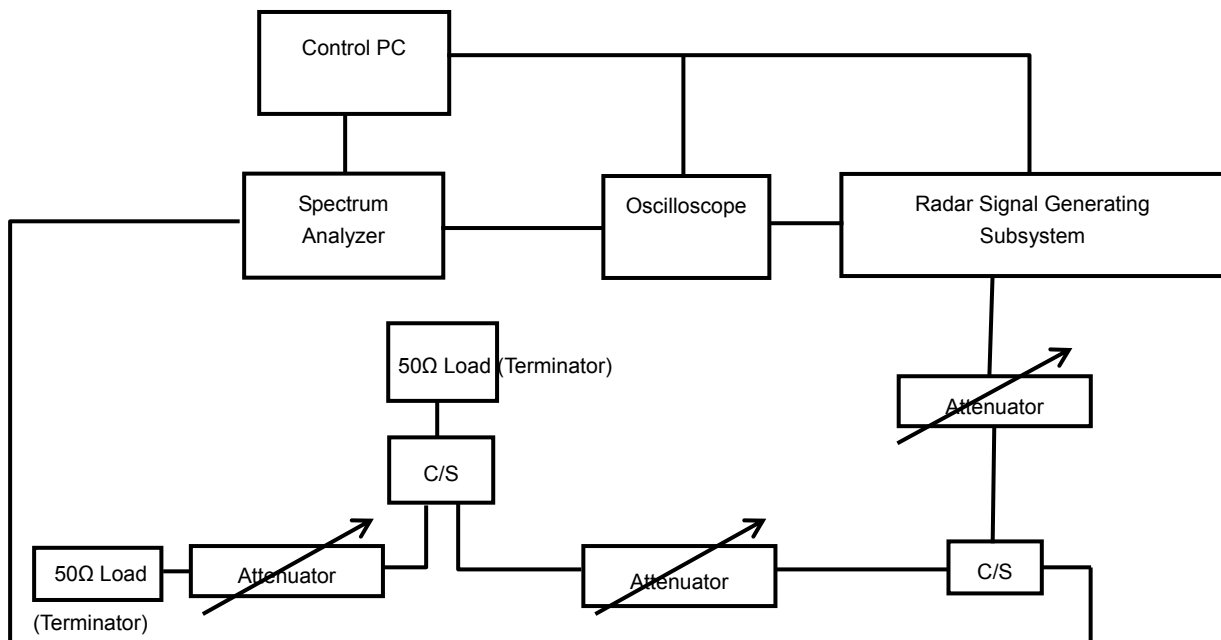 Control PC
Spectrum
Analyzer
Oscilloscope
Radar Signal Generating
Subsystem
50Ω Load (Terminator)
Attenuator
C/S
50Ω Load
(Terminator)
Attenuator
Attenuator
C/S